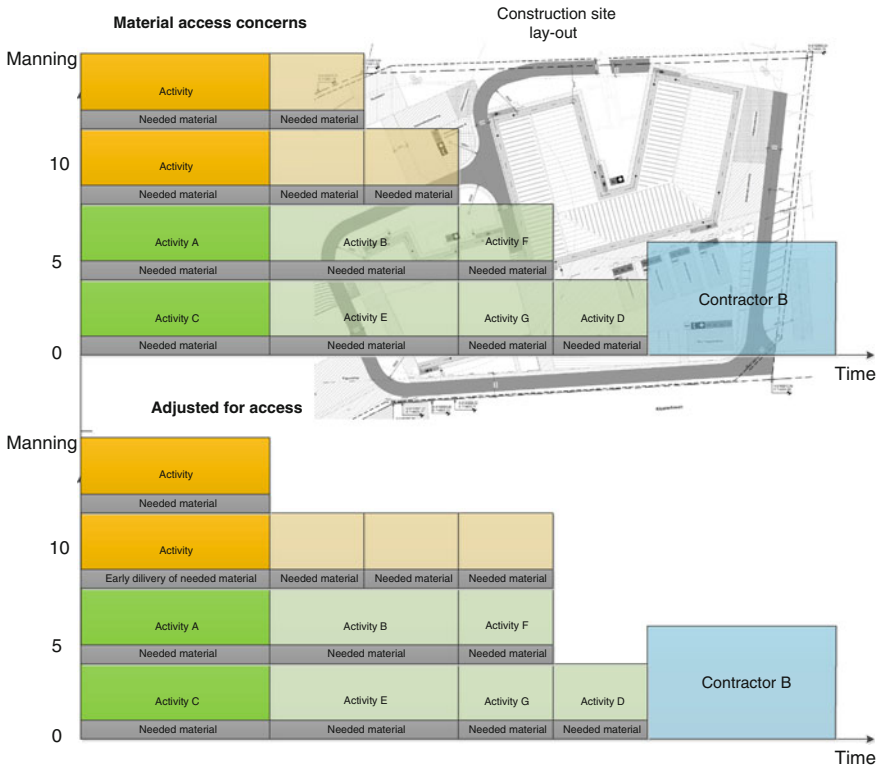 Material access concerns
Construction site
lay-out
Manning
Activity
Needed material
Needed material
10
Activity
Needed material
Needed material
Needed material
Activity A
Activity B
Activity F
5
Needed material
Needed material
Needed material
Activity C
Activity E
Activity G
Activity D
Contractor B
0
Needed material
Needed material
Needed material
Needed material
Time
Adjusted for access
Manning
Activity
Needed material
10
Activity
Early dilivery of needed material
Needed material
Needed material
Needed material
Activity A
Activity B
Activity F
5
Needed material
Needed material
Needed material
Activity C
Activity E
Activity G
Activity D
Contractor B
0
Needed material
Needed material
Needed material
Needed material
Time